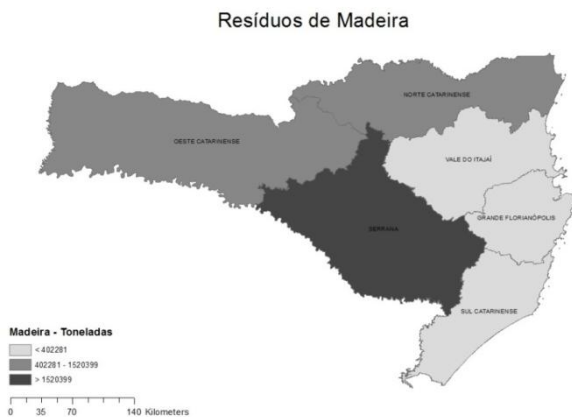 Resíduos de Madeira
NORTE CATARINENSE
OESTE CATARINENSE
VALE DO ITAJAÍ
GRANDE FLORIANÓPOLIS
SERRANA
SUL CATARINENSE
Madeira - Toneladas
< 402281
402281 - 1520399
> 1520399
0 35 70 140 Kilometers